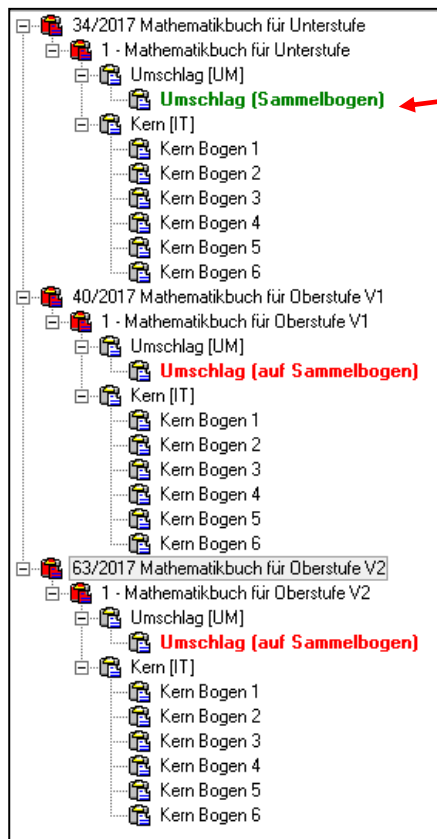 34/2017 Mathematikbuch für Unterstufe
1 - Mathematikbuch für Unterstufe
Umschlag [UM]
Umschlag (Sammelbogen)
Kern [IT]
Kern Bogen 1
Kern Bogen 2
Kern Bogen 3
Kern Bogen 4
Kern Bogen 5
Kern Bogen 6
40/2017 Mathematikbuch für Oberstufe V1
1 - Mathematikbuch für Oberstufe V1
Umschlag [UM]
Umschlag (auf Sammelbogen)
Kern [IT]
Kern Bogen 1
Kern Bogen 2
Kern Bogen 3
Kern Bogen 4
Kern Bogen 5
Kern Bogen 6
63/2017 Mathematikbuch für Oberstufe V2
1 - Mathematikbuch für Oberstufe V2
Umschlag [UM]
Umschlag (auf Sammelbogen)
Kern [IT]
Kern Bogen 1
Kern Bogen 2
Kern Bogen 3
Kern Bogen 4
Kern Bogen 5
Kern Bogen 6